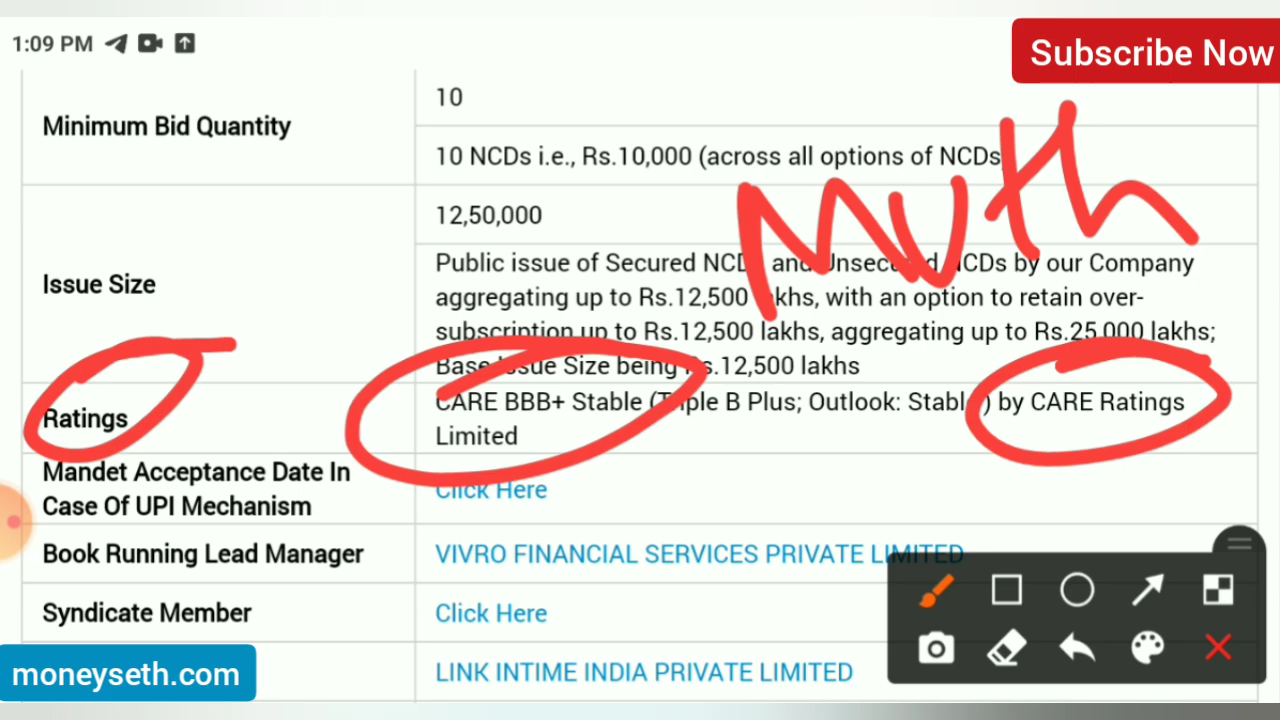 1:09 PM
Subscribe Now
Minimum Bid Quantity
10
10 NCDs i.e., Rs.10,000 (across all options of NCDs
Muth
Issue Size
12,50,000
Public issue of Secured NCDs and Unsecured NCDs by our Company
aggregating up to Rs.12,500 lakhs, with an option to retain over-
subscription up to Rs.12,500 lakhs, aggregating up to Rs.25,000 lakhs;
Base Issue Size being Rs.12,500 lakhs
Ratings
CARE BBB+ Stable (Triple B Plus; Outlook: Stable) by CARE Ratings
Limited
Mandet Acceptance Date In
Case Of UPI Mechanism
Click Here
Book Running Lead Manager
VIVRO FINANCIAL SERVICES PRIVATE LIMITED
Syndicate Member
Click Here
LINK INTIME INDIA PRIVATE LIMITED
moneyseth.com